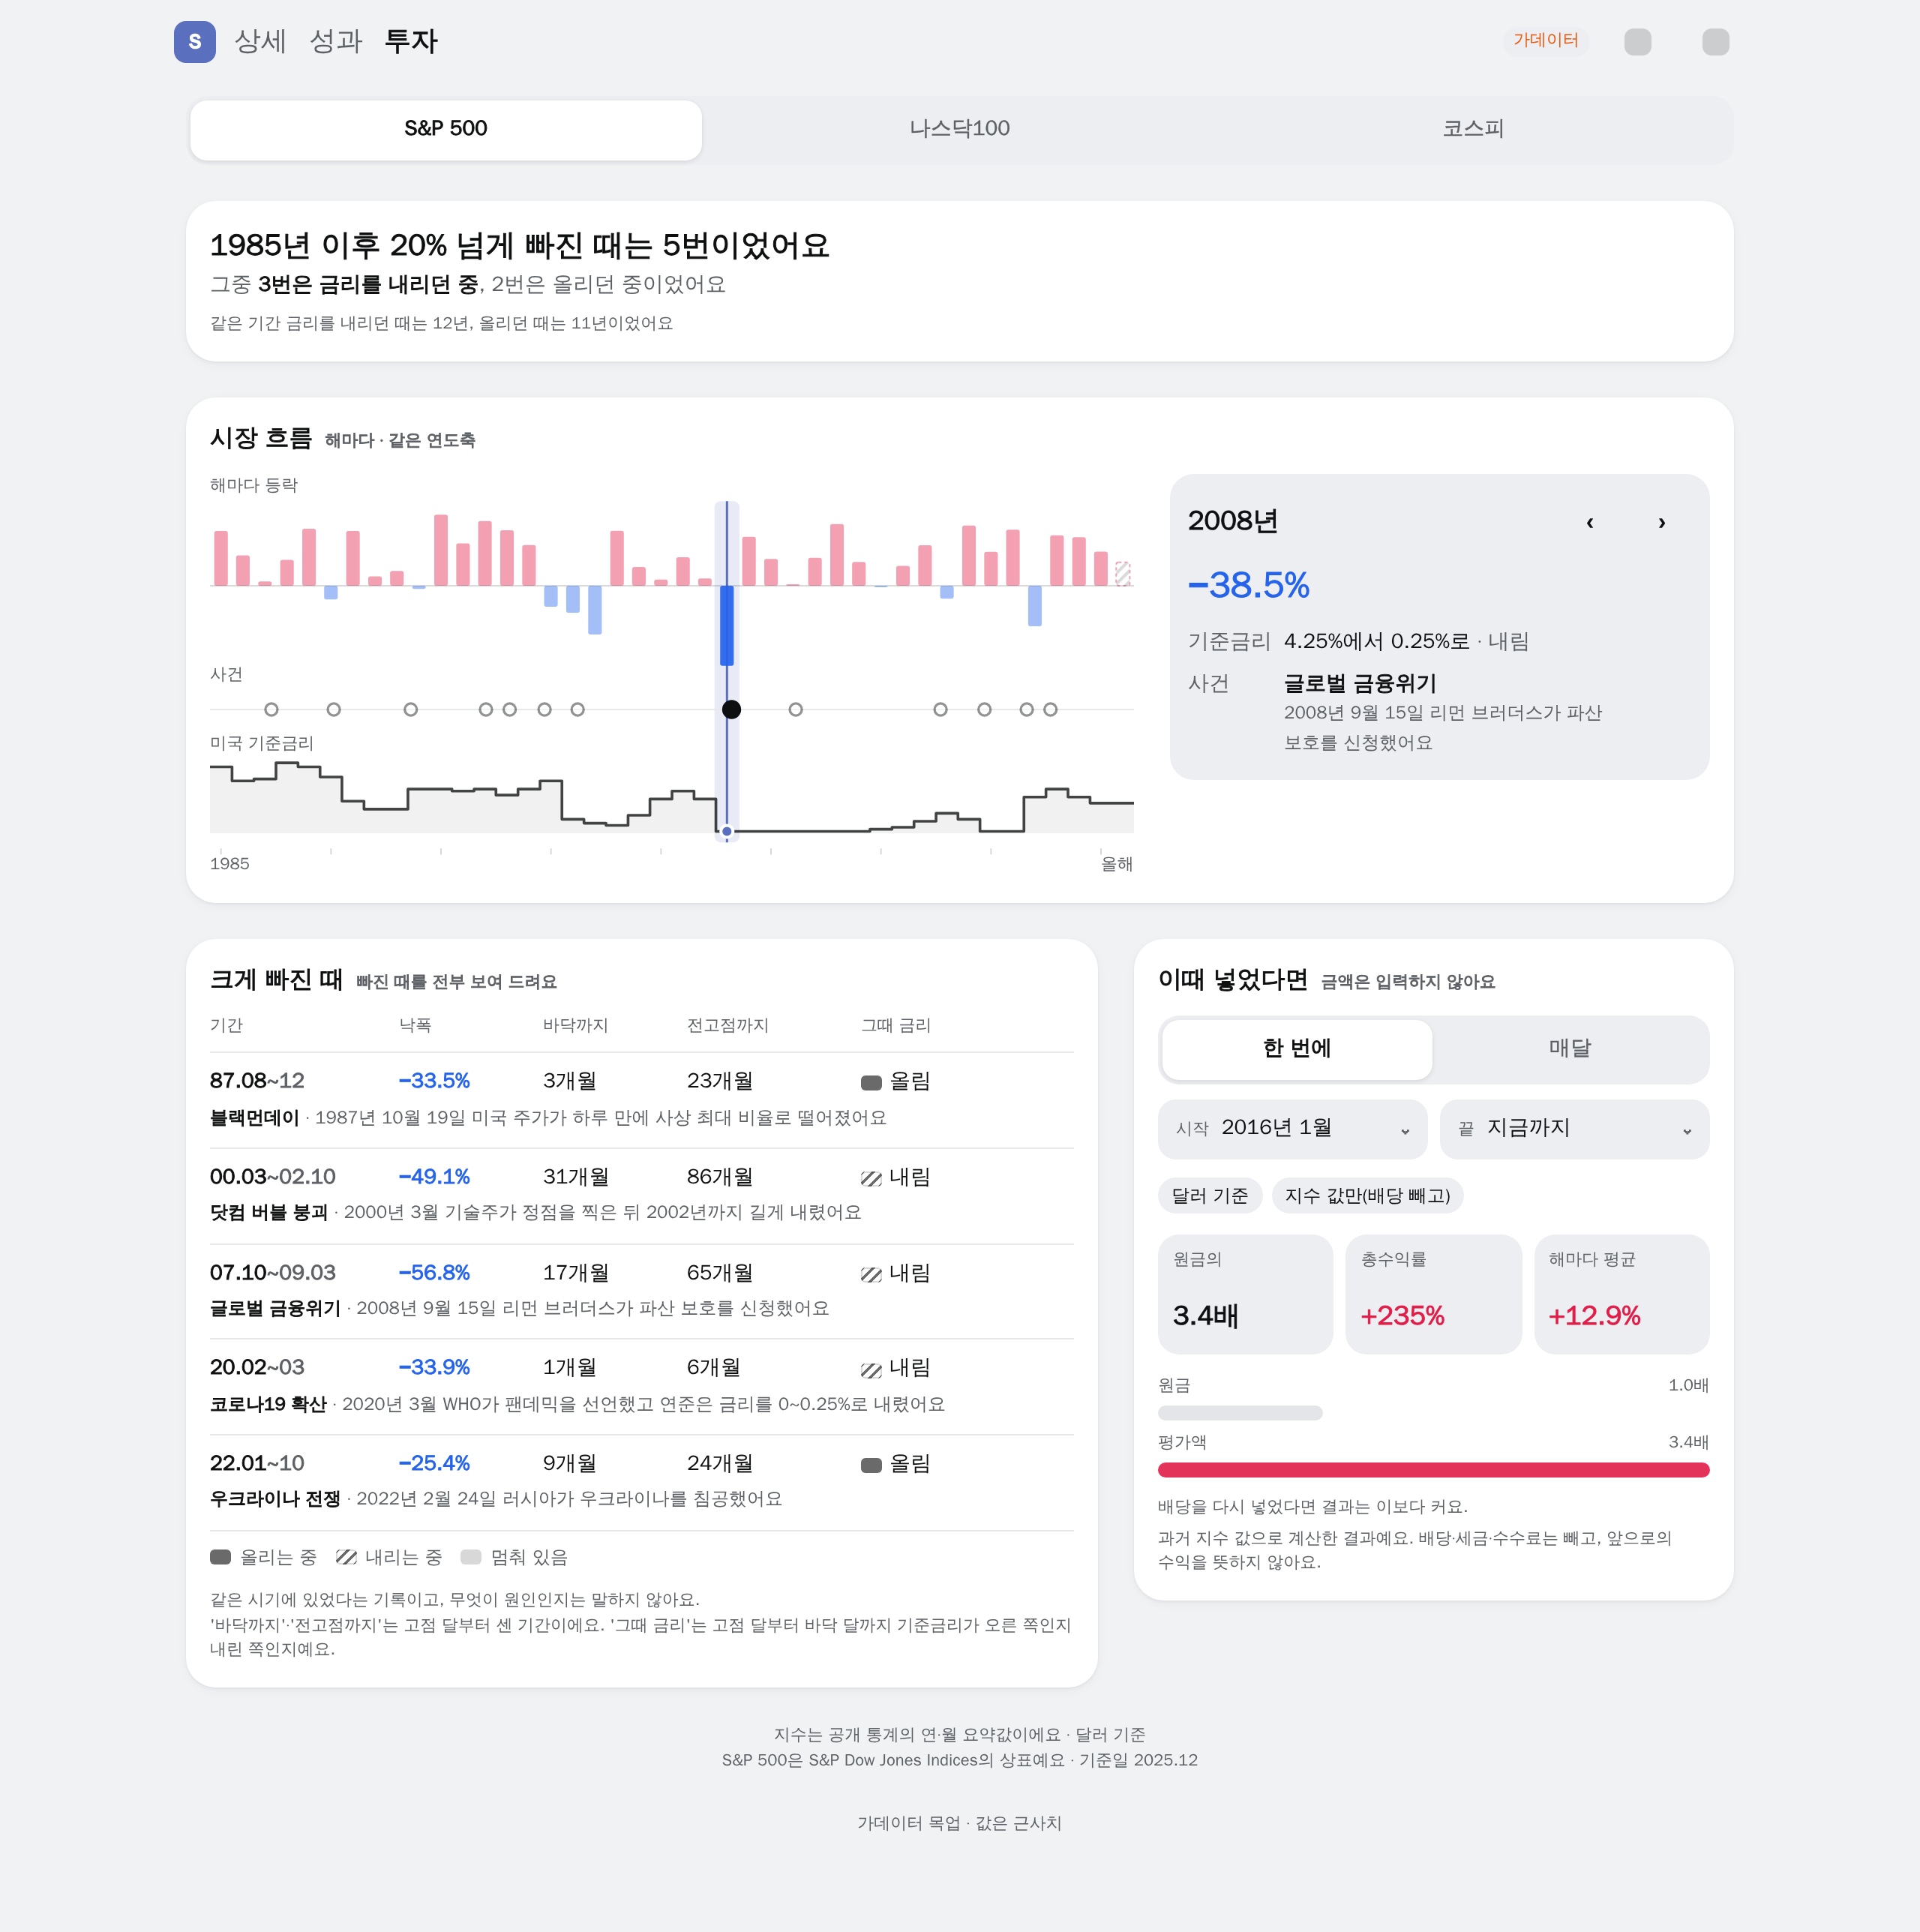 S 상세 성과 투자 가데이터
S&P 500 나스닥100 코스피
1985년 이후 20% 넘게 빠진 때는 5번이었어요
그중 3번은 금리를 내리던 중, 2번은 올리던 중이었어요
같은 기간 금리를 내리던 때는 12년, 올리던 때는 11년이었어요
시장 흐름 해마다 · 같은 연도축
해마다 등락
사건
미국 기준금리
1985 올해
2008년 ‹ ›
−38.5%
기준금리 4.25%에서 0.25%로 · 내림
사건 글로벌 금융위기
2008년 9월 15일 리먼 브러더스가 파산
보호를 신청했어요
크게 빠진 때 빠진 때를 전부 보여 드려요
기간 낙폭 바닥까지 전고점까지 그때 금리
87.08~12 −33.5% 3개월 23개월 올림
블랙먼데이 · 1987년 10월 19일 미국 주가가 하루 만에 사상 최대 비율로 떨어졌어요
00.03~02.10 −49.1% 31개월 86개월 내림
닷컴 버블 붕괴 · 2000년 3월 기술주가 정점을 찍은 뒤 2002년까지 길게 내렸어요
07.10~09.03 −56.8% 17개월 65개월 내림
글로벌 금융위기 · 2008년 9월 15일 리먼 브러더스가 파산 보호를 신청했어요
20.02~03 −33.9% 1개월 6개월 내림
코로나19 확산 · 2020년 3월 WHO가 팬데믹을 선언했고 연준은 금리를 0~0.25%로 내렸어요
22.01~10 −25.4% 9개월 24개월 올림
우크라이나 전쟁 · 2022년 2월 24일 러시아가 우크라이나를 침공했어요
올리는 중 내리는 중 멈춰 있음
같은 시기에 있었다는 기록이고, 무엇이 원인인지는 말하지 않아요.
'바닥까지'·'전고점까지'는 고점 달부터 센 기간이에요. '그때 금리'는 고점 달부터 바닥 달까지 기준금리가 오른 쪽인지
내린 쪽인지예요.
이때 넣었다면 금액은 입력하지 않아요
한 번에 매달
시작 2016년 1월 끝 지금까지
달러 기준 지수 값만(배당 빼고)
원금의 총수익률 해마다 평균
3.4배 +235% +12.9%
원금 1.0배
평가액 3.4배
배당을 다시 넣었다면 결과는 이보다 커요.
과거 지수 값으로 계산한 결과예요. 배당·세금·수수료는 빼고, 앞으로의
수익을 뜻하지 않아요.
지수는 공개 통계의 연·월 요약값이에요 · 달러 기준
S&P 500은 S&P Dow Jones Indices의 상표예요 · 기준일 2025.12
가데이터 목업 · 값은 근사치